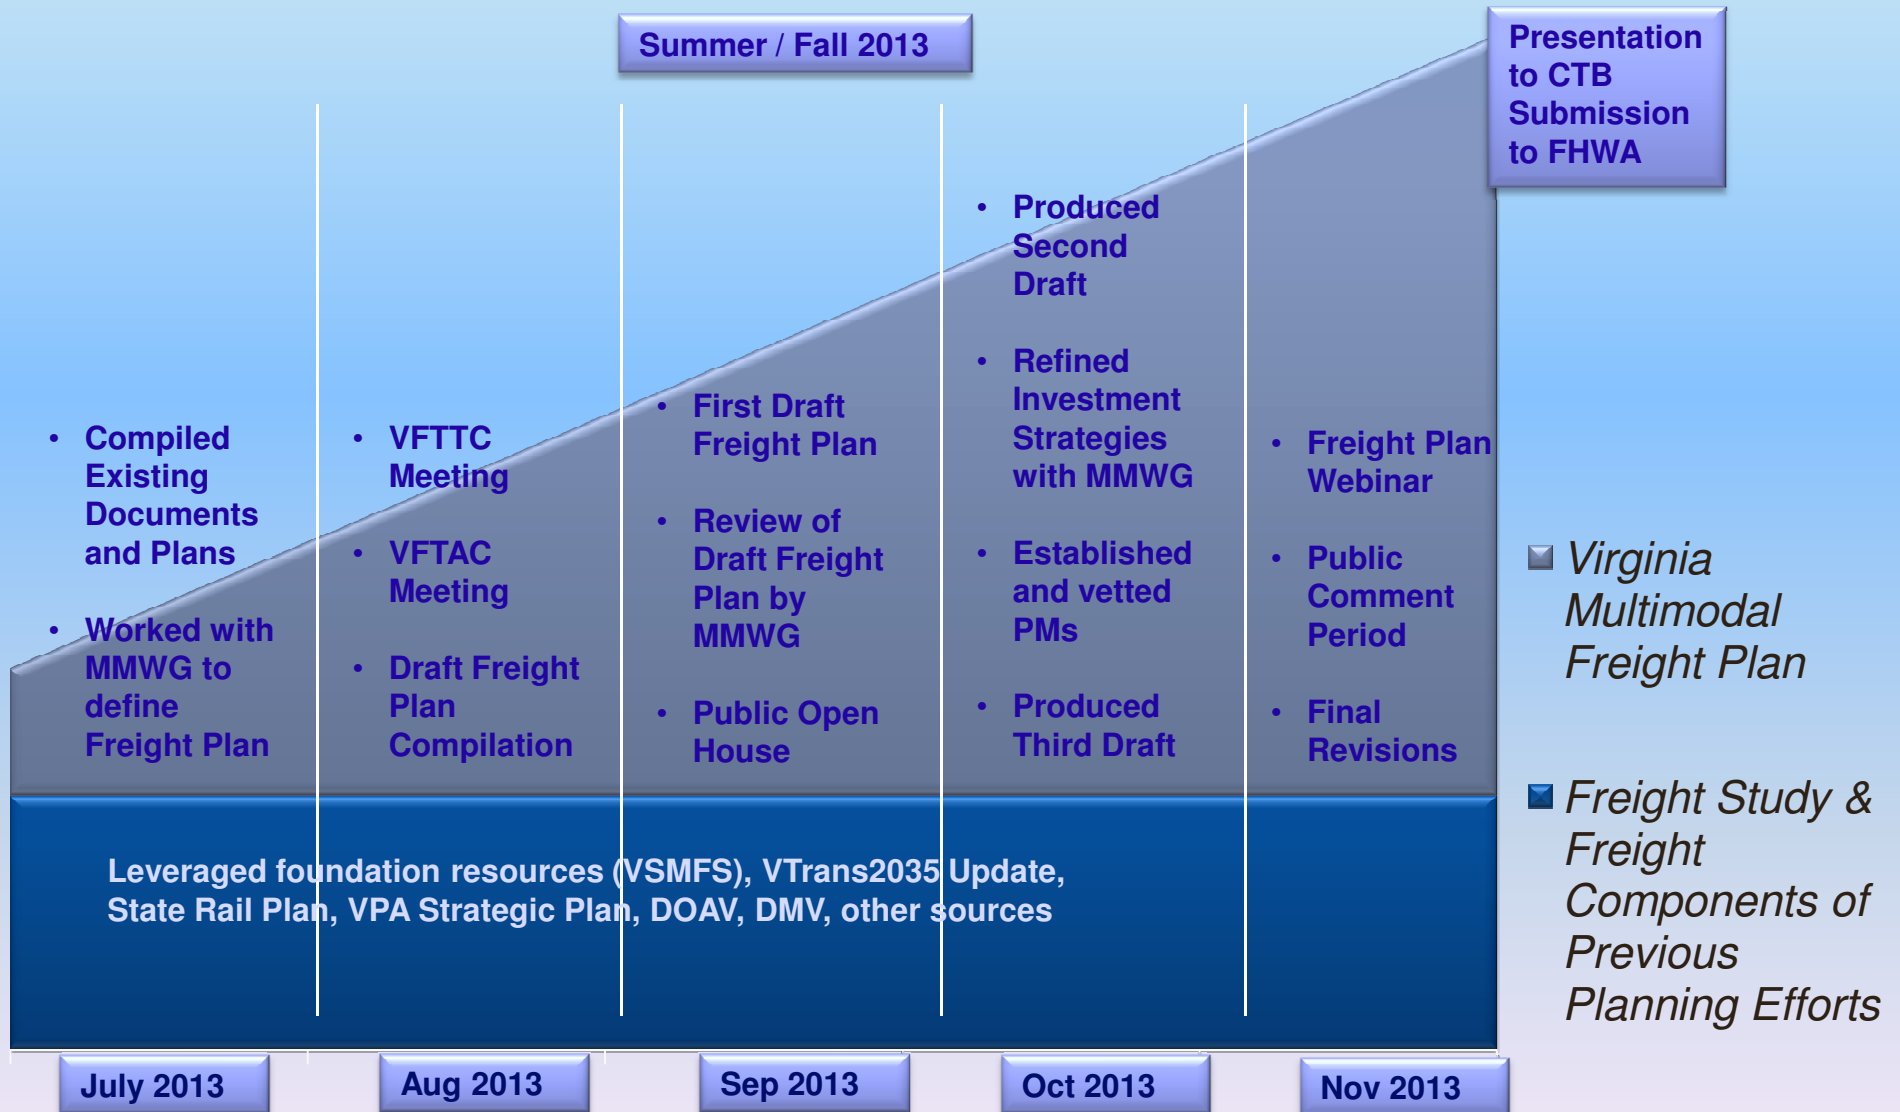 Summer / Fall 2013
Presentation
to CTB
Submission
to FHWA
• Compiled
Existing
Documents
and Plans
• Worked with
MMWG to
define
Freight Plan
• VFTTC
Meeting
• VFTAC
Meeting
• Draft Freight
Plan
Compilation
• First Draft
Freight Plan
• Review of
Draft Freight
Plan by
MMWG
• Public Open
House
• Produced
Second
Draft
• Refined
Investment
Strategies
with MMWG
• Established
and vetted
PMs
• Produced
Third Draft
• Freight Plan
Webinar
• Public
Comment
Period
• Final
Revisions
Virginia
Multimodal
Freight Plan
Freight Study &
Freight
Components of
Previous
Planning Efforts
Leveraged foundation resources (VSMFS), VTrans2035 Update,
State Rail Plan, VPA Strategic Plan, DOAV, DMV, other sources
July 2013
Aug 2013
Sep 2013
Oct 2013
Nov 2013